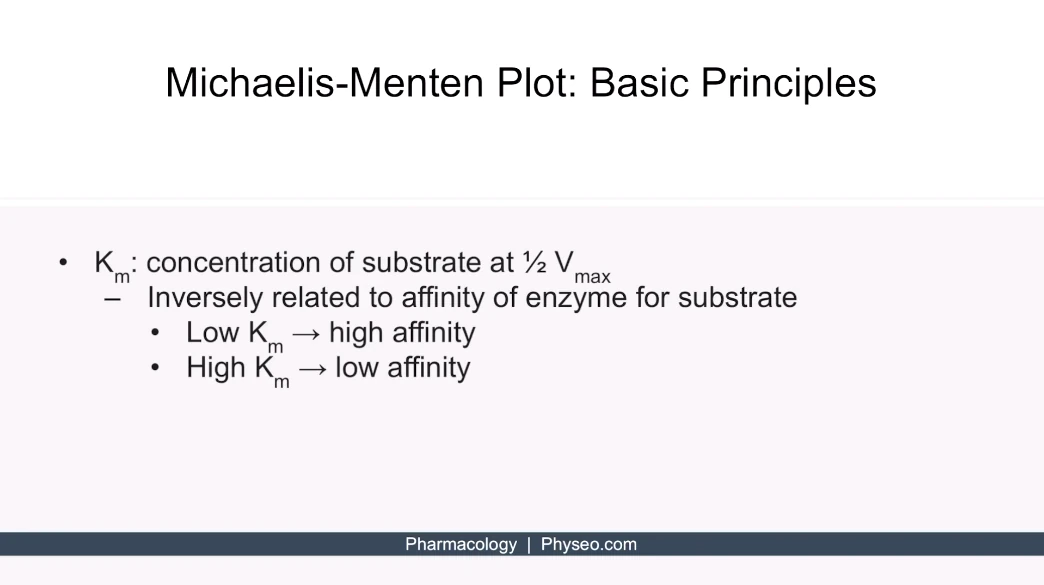 Michaelis-Menten Plot: Basic Principles
• Km: concentration of substrate at ½ Vmax
– Inversely related to affinity of enzyme for substrate
• Low Km → high affinity
• High Km → low affinity
Pharmacology | Physeo.com